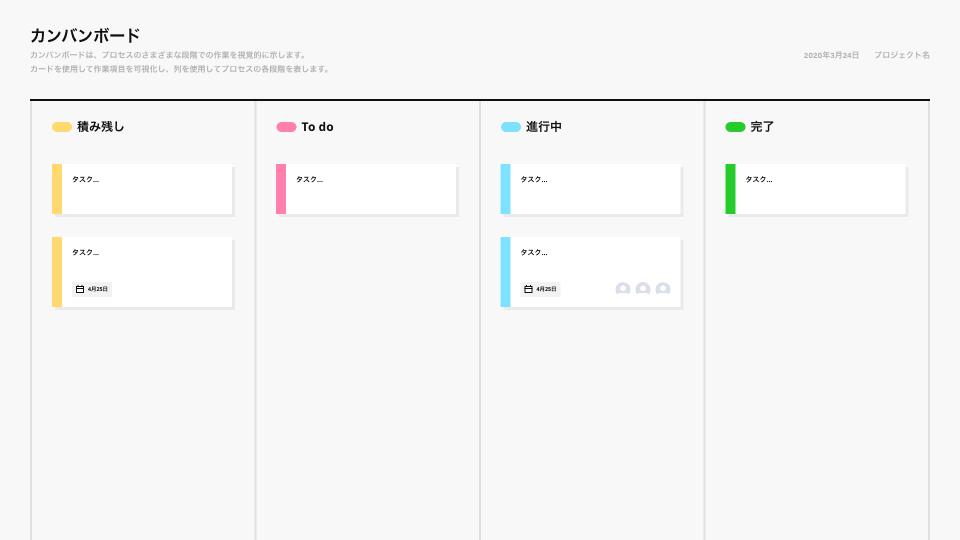 カンバンボード
カンバンボードは、プロセスのさまざまな段階での作業を視覚的に示します。
カードを使用して作業項目を可視化し、列を使用してプロセスの各段階を表します。
2020年3月24日 プロジェクト名
積み残し
To do
進行中
完了
タスク...
タスク...
タスク...
タスク...
タスク...
タスク...
4月25日
4月25日